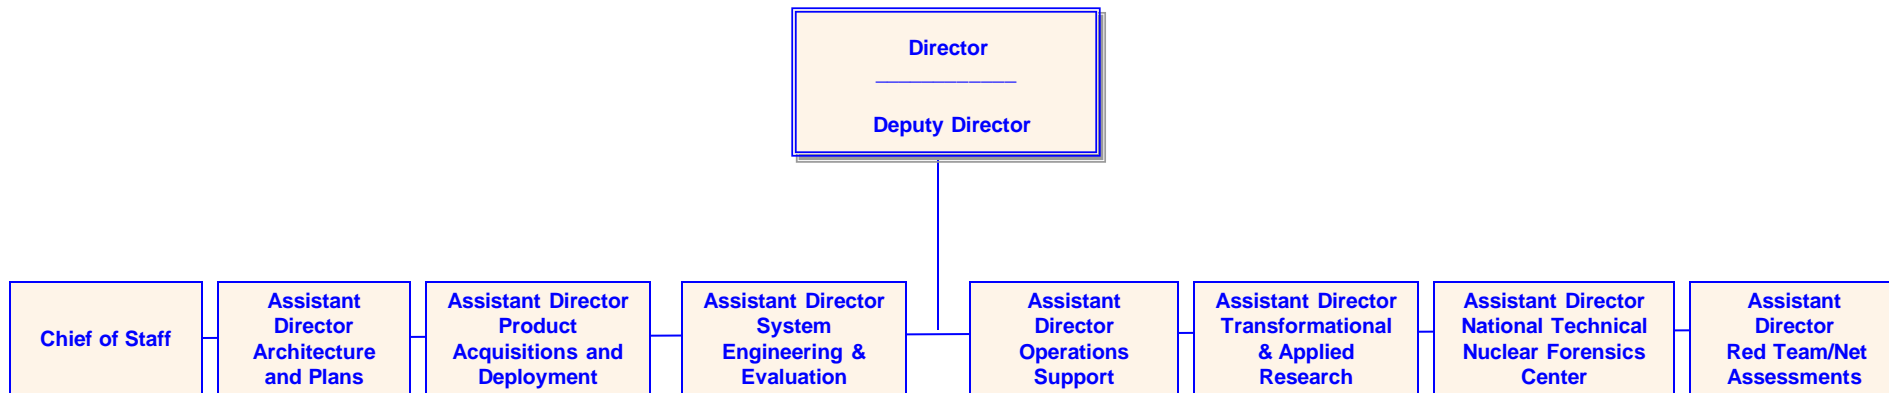 Director
____________
Deputy Director
Chief of Staff
Assistant
Director
Architecture
and Plans
Assistant Director
Product
Acquisitions and
Deployment
Assistant Director
System
Engineering &
Evaluation
Assistant
Director
Operations
Support
Assistant Director
Transformational
& Applied
Research
Assistant Director
National Technical
Nuclear Forensics
Center
Assistant
Director
Red Team/Net
Assessments